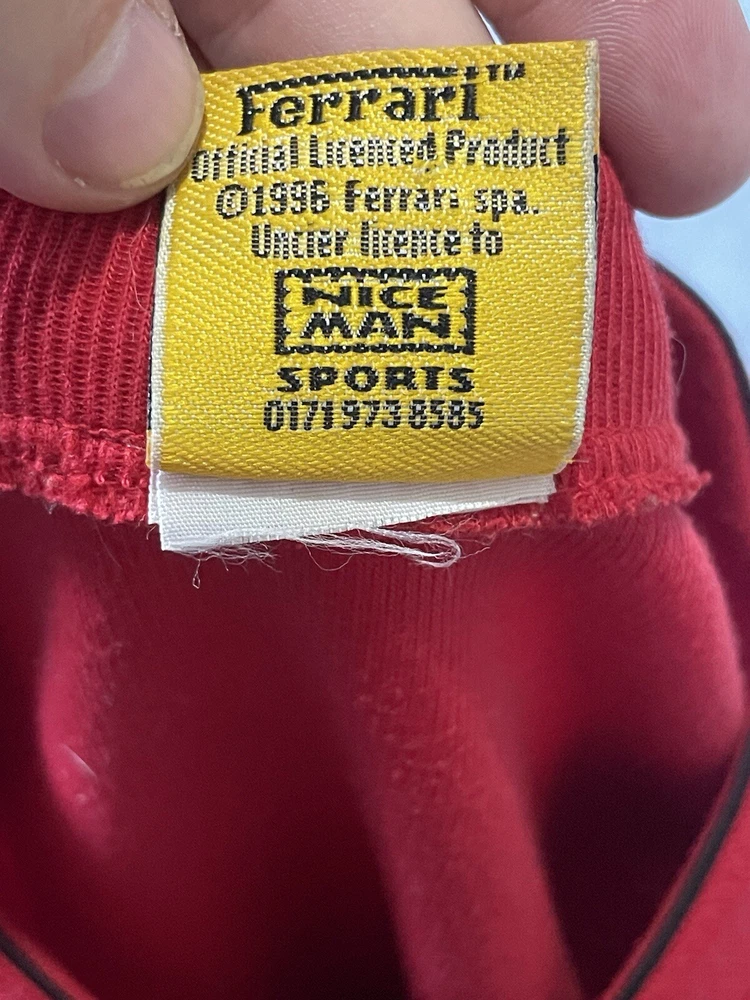 Ferrari™
Official Licenced Product
©1996 Ferrari spa.
Under licence to
NICE
MAN
SPORTS
0171 973 8585